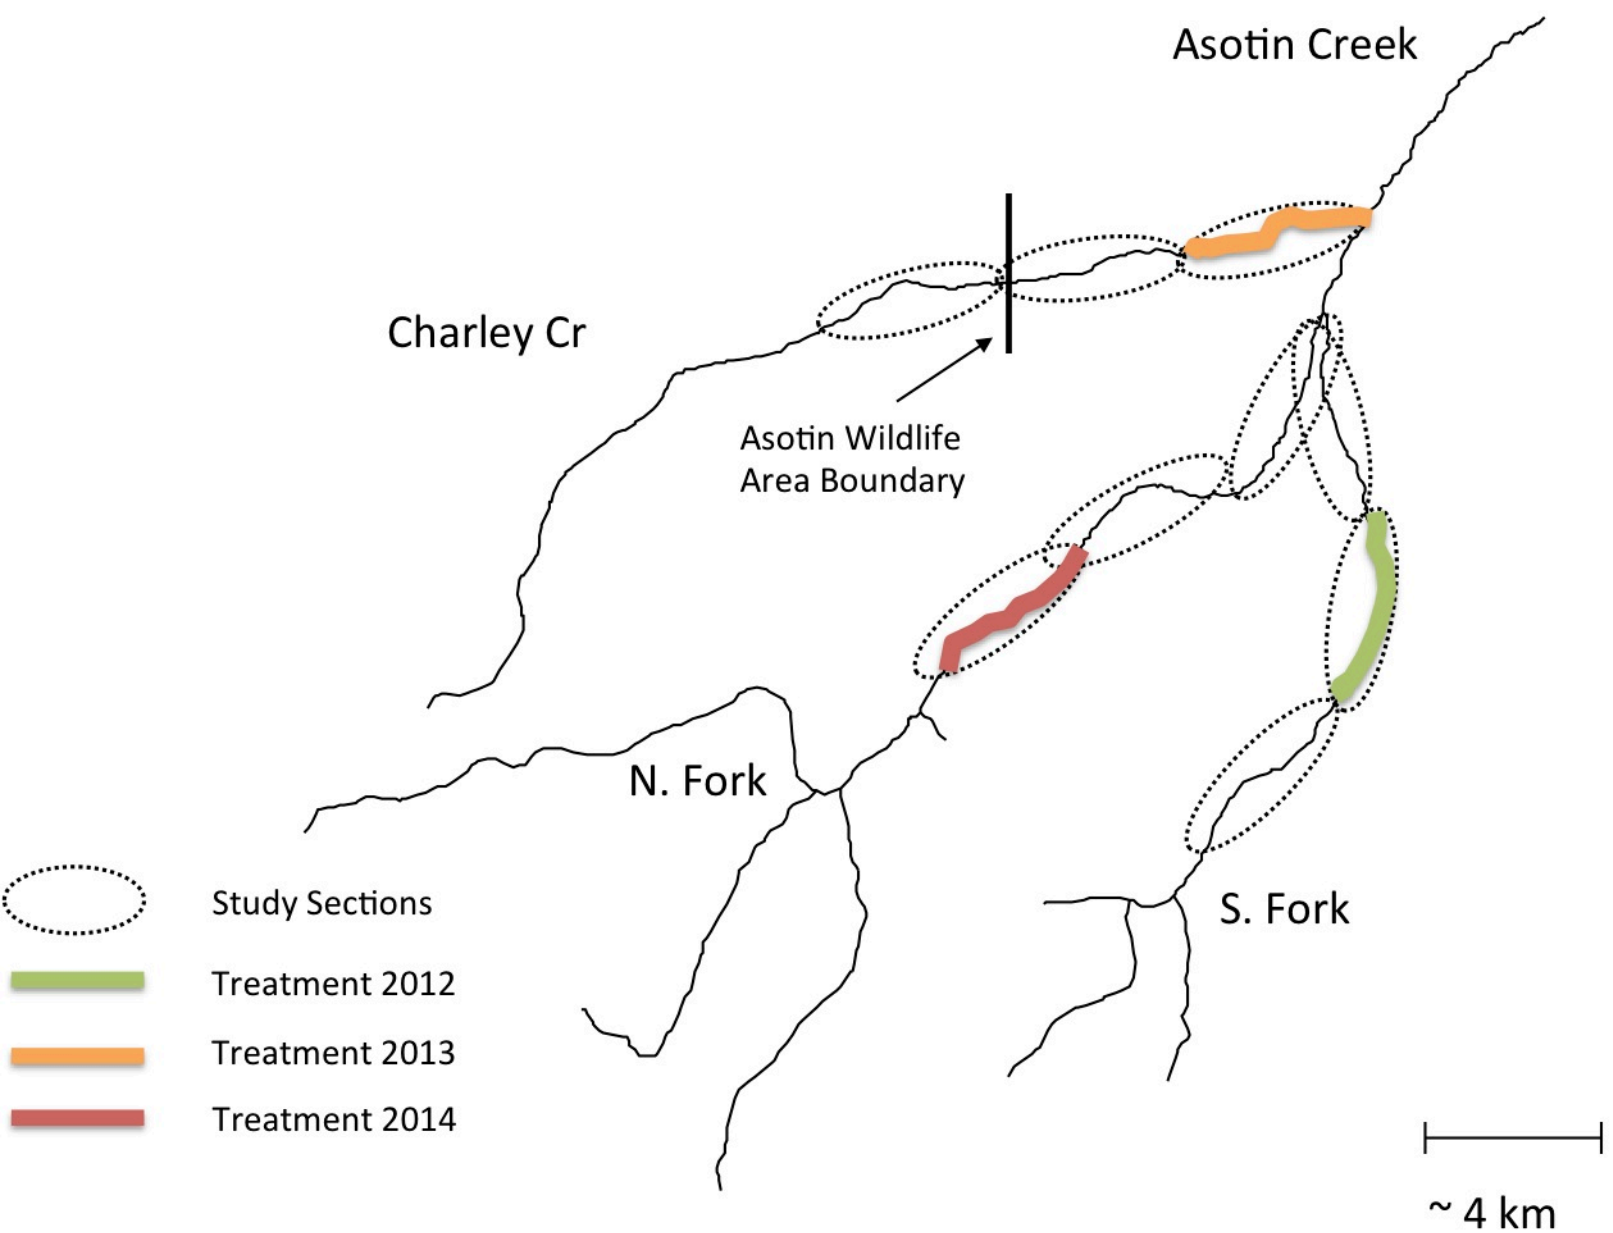 Asotin Creek
Charley Cr
Asotin Wildlife
Area Boundary
N. Fork
S. Fork
Study Sections
Treatment 2012
Treatment 2013
Treatment 2014
~ 4 km